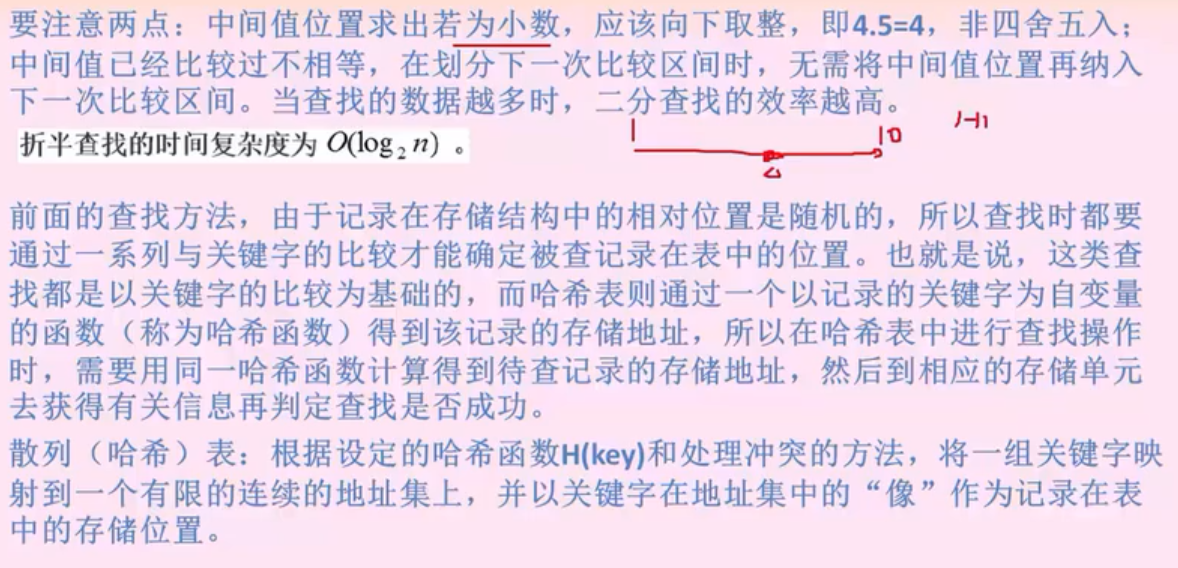 要注意两点：中间值位置求出若为小数，应该向下取整，即4.5=4，非四舍五入；
中间值已经比较过不相等，在划分下一次比较区间时，无需将中间值位置再纳入
下一次比较区间。当查找的数据越多时，二分查找的效率越高。
折半查找的时间复杂度为 O(log₂ n) 。
前面的查找方法，由于记录在存储结构中的相对位置是随机的，所以查找时都要
通过一系列与关键字的比较才能确定被查记录在表中的位置。也就是说，这类查
找都是以关键字的比较为基础的，而哈希表则通过一个以记录的关键字为自变量
的函数（称为哈希函数）得到该记录的存储地址，所以在哈希表中进行查找操作
时，需要用同一哈希函数计算得到待查记录的存储地址，然后到相应的存储单元
去获得有关信息再判定查找是否成功。
散列（哈希）表：根据设定的哈希函数H(key)和处理冲突的方法，将一组关键字映
射到一个有限的连续的地址集上，并以关键字在地址集中的“像”作为记录在表
中的存储位置。